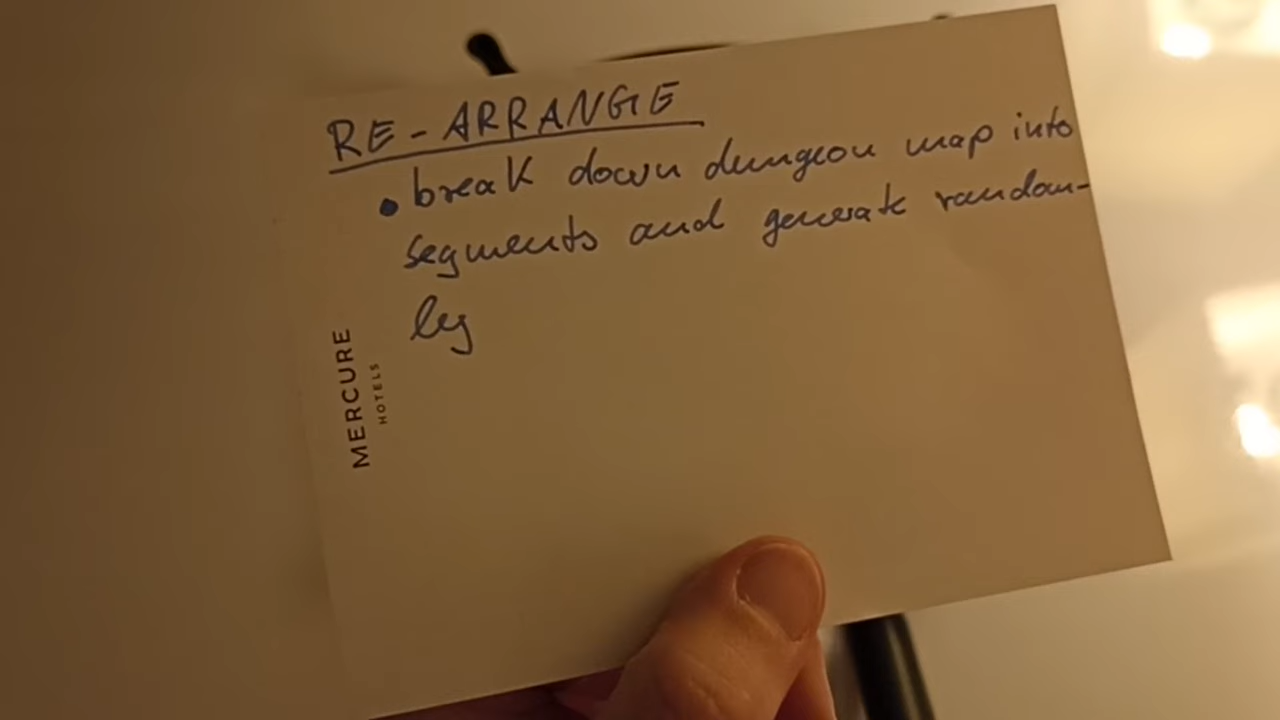 RE-ARRANGE
• break down dungeon map into
segments and generate random-
ly
MERCURE
HOTELS